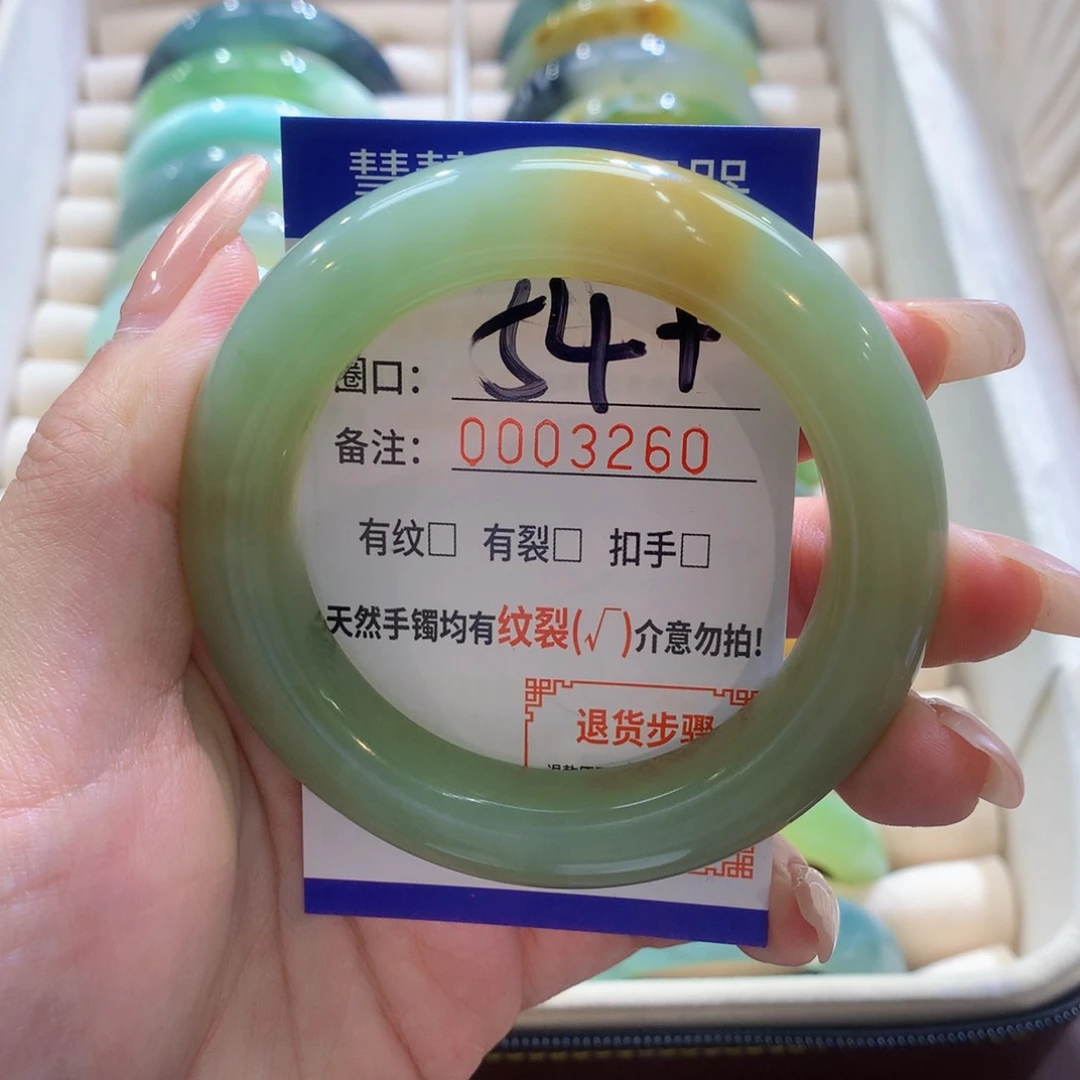 慧
圈口： 54+
备注： 0003260
有纹□ 有裂□ 扣手□
天然手镯均有纹裂(√)介意勿拍!
退货步骤